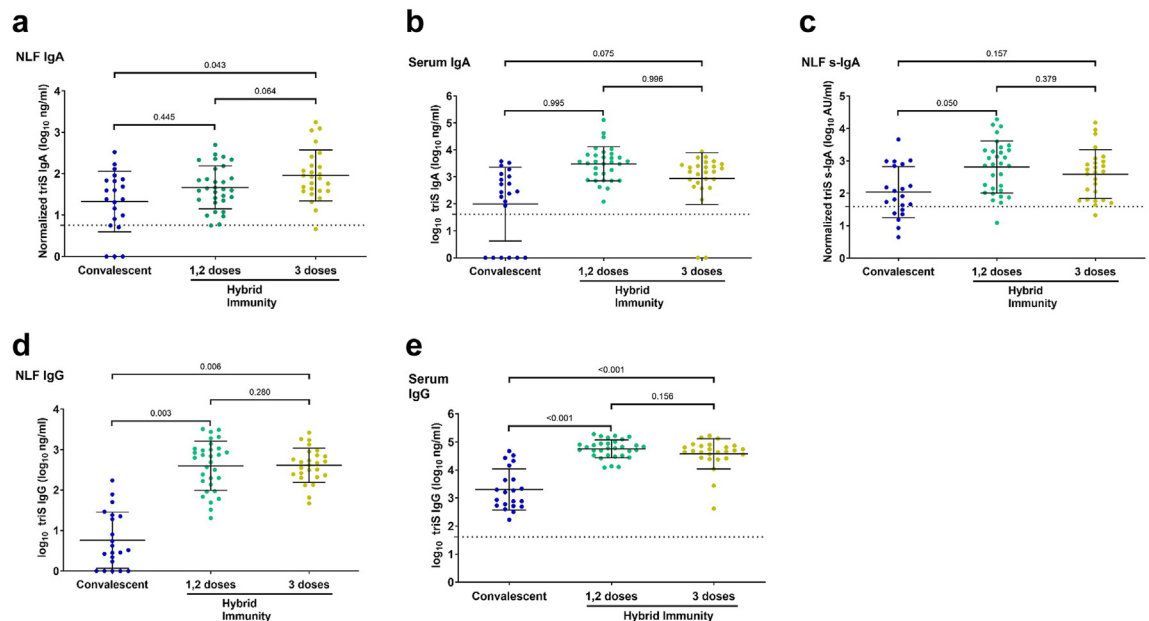 a
NLF IgA
0.043
0.064
0.445
Normalized triS IgA (log10 ng/ml)
4
3
2
1
0
Convalescent
1,2 doses
3 doses
Hybrid
Immunity
b
Serum IgA
0.075
0.996
0.995
log10 triS IgA (log10 ng/ml)
6
5
4
3
2
1
0
Convalescent
1,2 doses
3 doses
Hybrid
Immunity
c
NLF s-IgA
0.157
0.379
0.050
Normalized triS s-IgA (log10 AU/ml)
5
4
3
2
1
0
Convalescent
1,2 doses
3 doses
Hybrid
Immunity
d
NLF IgG
0.006
0.280
0.003
log10 triS IgG (log10 ng/ml)
4
3
2
1
0
Convalescent
1,2 doses
3 doses
Hybrid
Immunity
e
Serum
IgG
<0.001
0.156
<0.001
log10 triS IgG (log10 ng/ml)
6
5
4
3
2
1
0
Convalescent
1,2 doses
3 doses
Hybrid Immunity